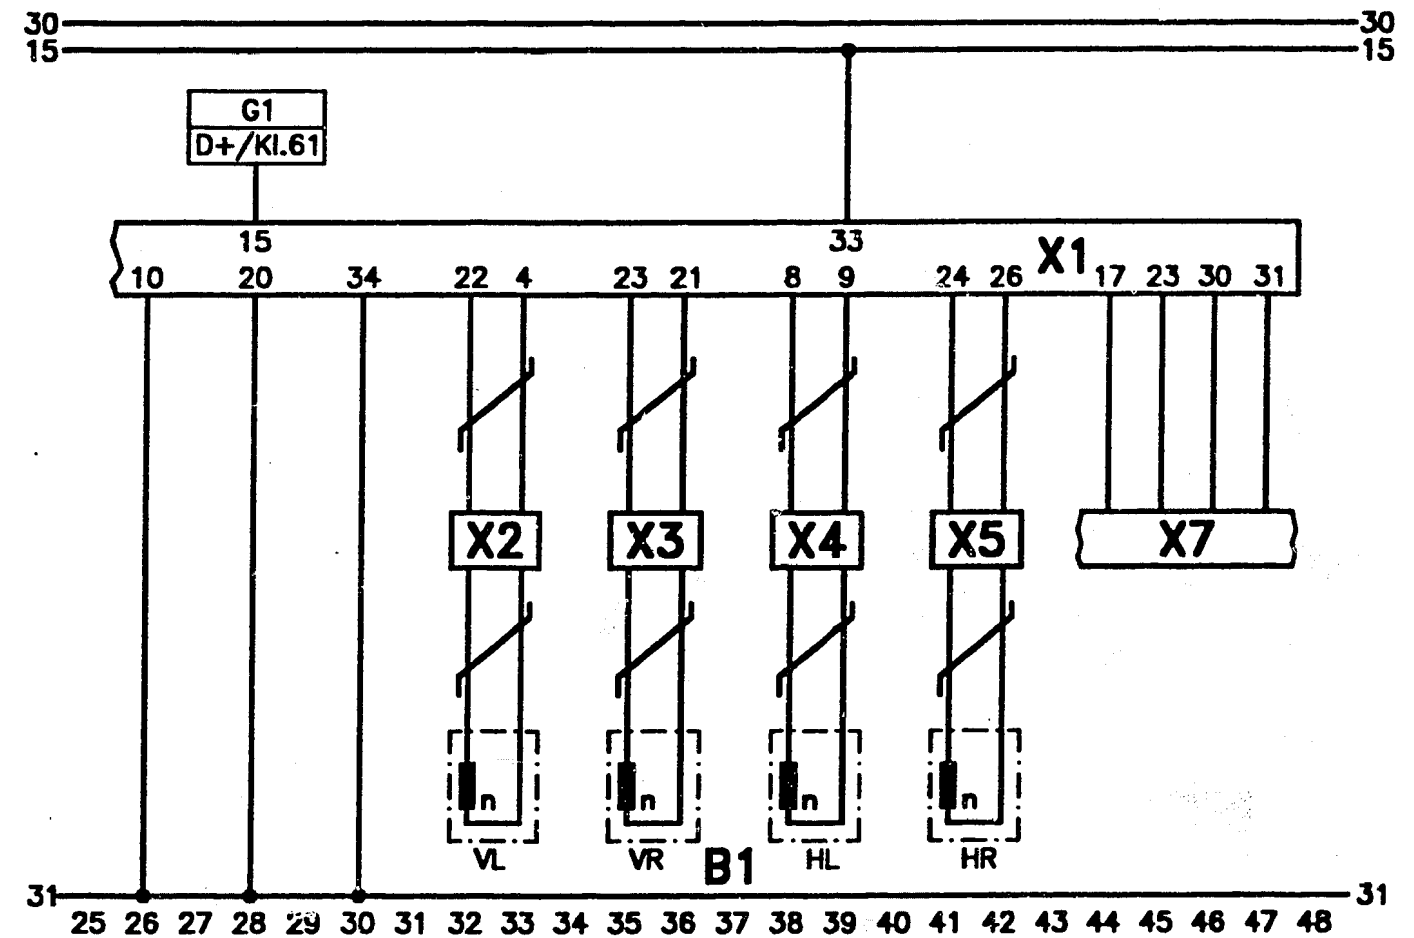 30 30
15 15
G1
D+/Kl.61
15 33
X1
10 20 34 22 4 23 21 8 9 24 26 17 23 30 31
X2 X3 X4 X5 X7
n n n n
VL VR HL HR
B1
31 31
25 26 27 28 29 30 31 32 33 34 35 36 37 38 39 40 41 42 43 44 45 46 47 48